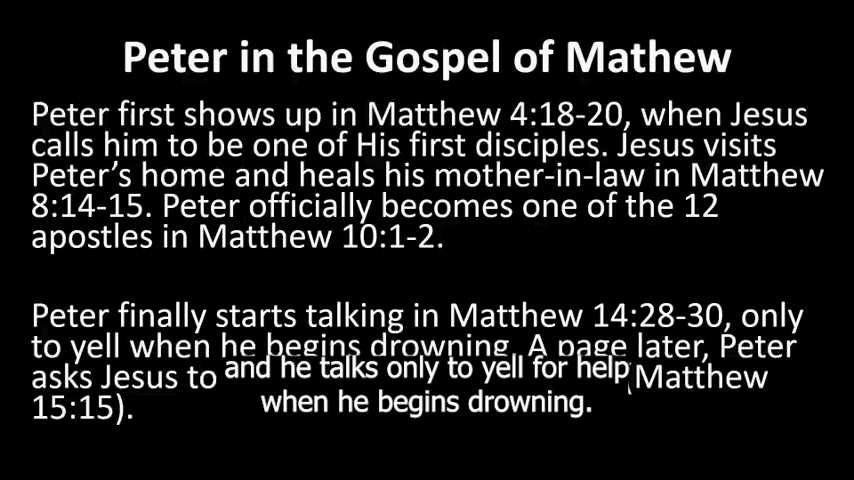 Peter in the Gospel of Mathew
Peter first shows up in Matthew 4:18-20, when Jesus
calls him to be one of His first disciples. Jesus visits
Peter’s home and heals his mother-in-law in Matthew
8:14-15. Peter officially becomes one of the 12
apostles in Matthew 10:1-2.
Peter finally starts talking in Matthew 14:28-30, only
to yell when he begins drowning. A page later, Peter
asks Jesus to (Matthew
15:15).
and he talks only to yell for help
when he begins drowning.